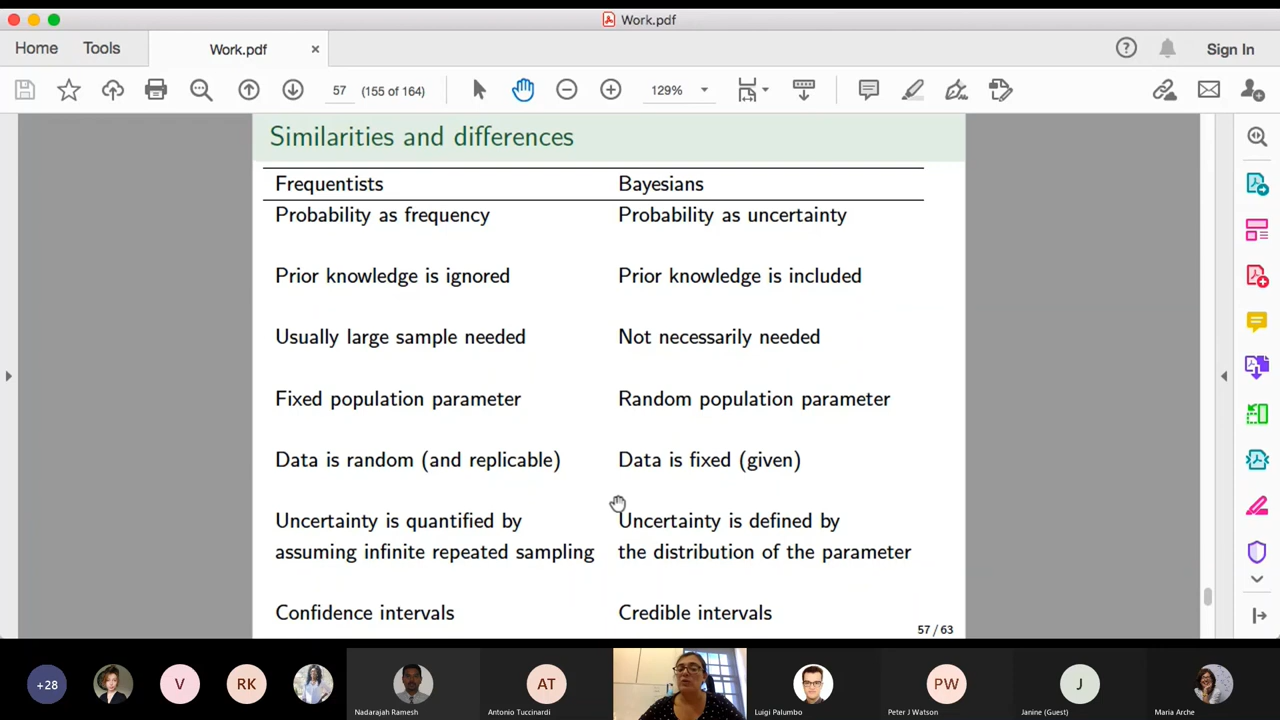 Work.pdf
Home
Tools
Work.pdf
Sign In
57
(155 of 164)
129%
Similarities and differences
Frequentists
Bayesians
Probability as frequency
Probability as uncertainty
Prior knowledge is ignored
Prior knowledge is included
Usually large sample needed
Not necessarily needed
Fixed population parameter
Random population parameter
Data is random (and replicable)
Data is fixed (given)
Uncertainty is quantified by
assuming infinite repeated sampling
Uncertainty is defined by
the distribution of the parameter
Confidence intervals
Credible intervals
57 / 63
+28
V
RK
AT
PW
J
Nadarajah Ramesh
Antonio Tuccinardi
Luigi Palumbo
Peter J Watson
Janine (Guest)
Maria Arche